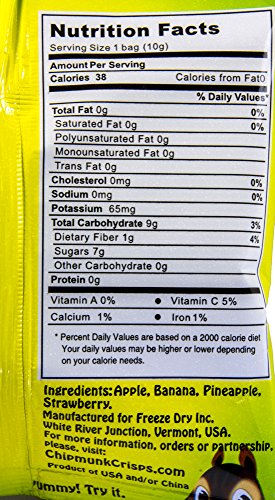 Nutrition Facts
Serving Size 1 bag (10g)
Amount Per Serving
Calories 38 Calories from Fat0
% Daily Values*
Total Fat 0g 0%
Saturated Fat 0g 0%
Polyunsaturated Fat 0g
Monounsaturated Fat 0g
Trans Fat 0g
Cholesterol 0mg 0%
Sodium 0mg 0%
Potassium 65mg
Total Carbohydrate 9g 3%
Dietary Fiber 1g 4%
Sugars 7g
Other Carbohydrate 0g
Protein 0g
Vitamin A 0% ● Vitamin C 5%
Calcium 1% ● Iron 1%
* Percent Daily Values are based on a 2000 calorie diet
Your daily values may be higher or lower depending
on your calorie needs.
Ingredients: Apple, Banana, Pineapple,
Strawberry.
Manufactured for Freeze Dry Inc.
White River Junction, Vermont, USA.
For more information, orders or partnership,
please visit:
ChipmunkCrisps.com
Product of USA and/or China
yummy! Try it.